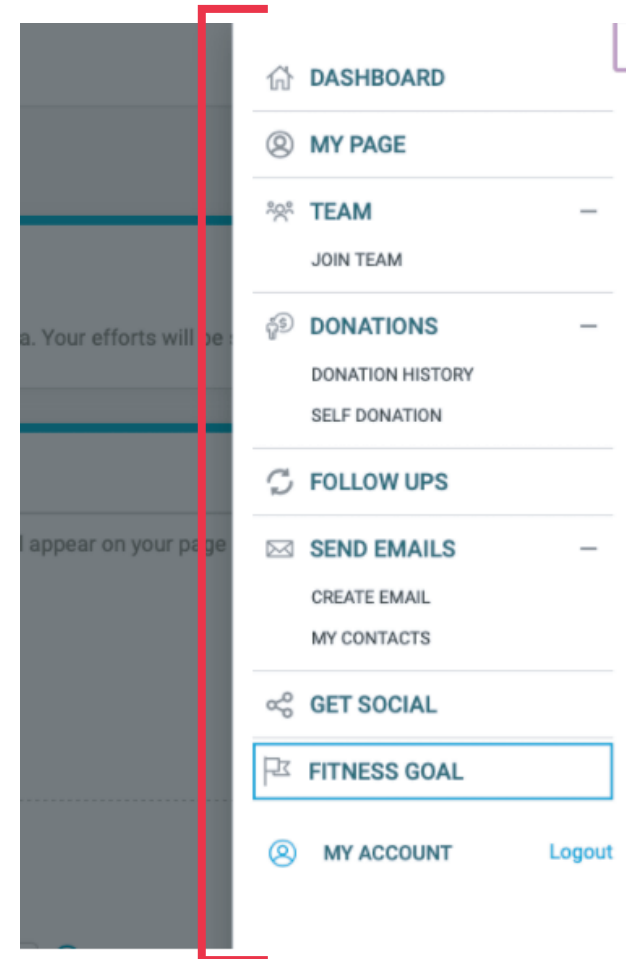 DASHBOARD
MY PAGE
TEAM
JOIN TEAM
a. Your efforts will be
DONATIONS
DONATION HISTORY
SELF DONATION
FOLLOW UPS
appear on your page
SEND EMAILS
CREATE EMAIL
MY CONTACTS
GET SOCIAL
FITNESS GOAL
MY ACCOUNT
Logout